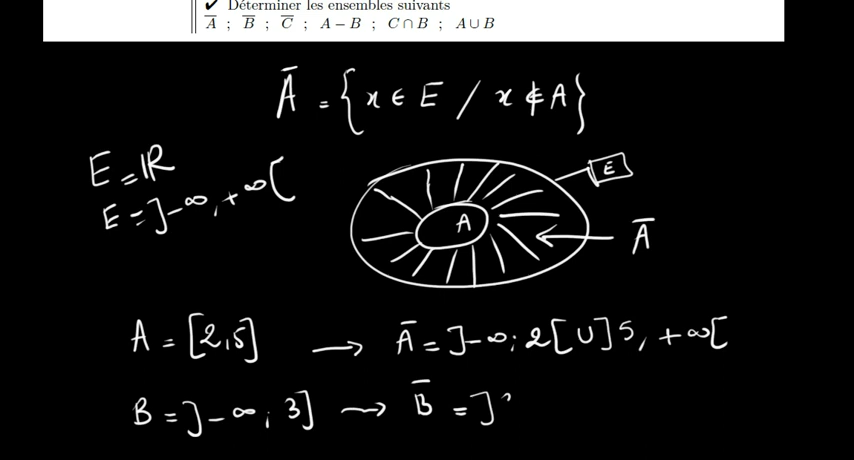 ✔ Déterminer les ensembles suivants
A̅ ; B̅ ; C̅ ; A − B ; C ∩ B ; A ∪ B
A̅ = {x ∈ E / x ∉ A}
E = ℝ
E = ]-∞, +∞[
E
A
A̅
A = [2,5] → A̅ = ]-∞; 2[ ∪ ]5, +∞[
B = ]-∞; 3] → B̅ = ]